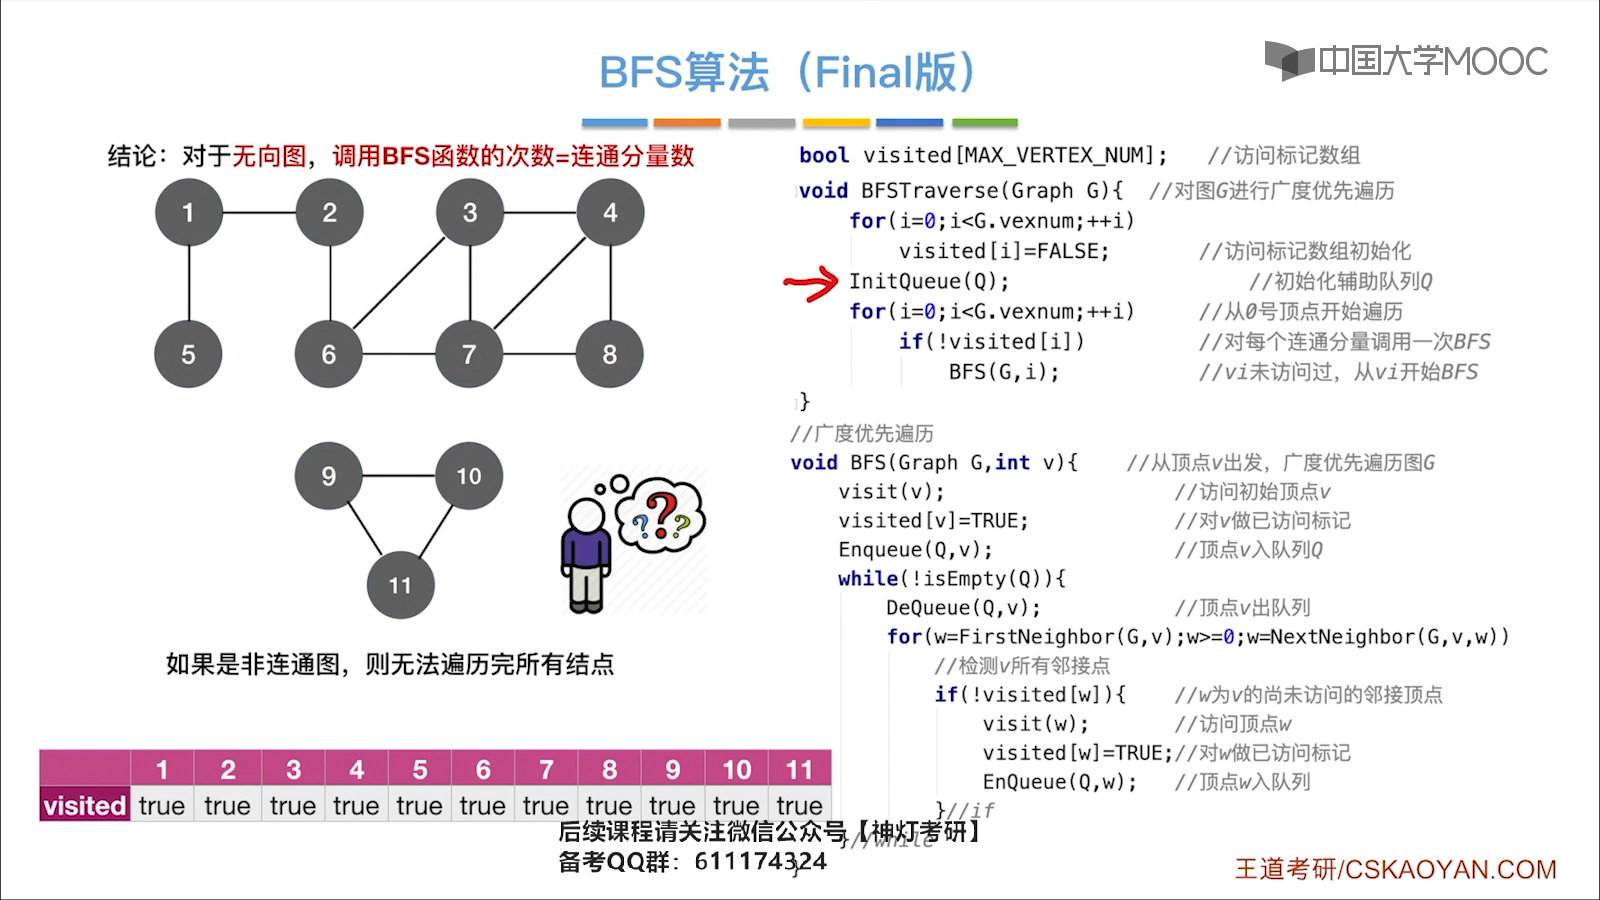 BFS算法（Final版）
中国大学MOOC
结论：对于无向图，调用BFS函数的次数=连通分量数
1
2
3
4
5
6
7
8
9
10
11
? ? ?
如果是非连通图，则无法遍历完所有结点
1 2 3 4 5 6 7 8 9 10 11
visited true true true true true true true true true true true
bool visited[MAX_VERTEX_NUM]; //访问标记数组
void BFSTraverse(Graph G){ //对图G进行广度优先遍历
for(i=0;i<G.vexnum;++i)
visited[i]=FALSE; //访问标记数组初始化
InitQueue(Q); //初始化辅助队列Q
for(i=0;i<G.vexnum;++i) //从0号顶点开始遍历
if(!visited[i]) //对每个连通分量调用一次BFS
BFS(G,i); //vi未访问过，从vi开始BFS
}
//广度优先遍历
void BFS(Graph G,int v){ //从顶点v出发，广度优先遍历图G
visit(v); //访问初始顶点v
visited[v]=TRUE; //对v做已访问标记
Enqueue(Q,v); //顶点v入队列Q
while(!isEmpty(Q)){
DeQueue(Q,v); //顶点v出队列
for(w=FirstNeighbor(G,v);w>=0;w=NextNeighbor(G,v,w))
//检测v所有邻接点
if(!visited[w]){ //w为v的尚未访问的邻接顶点
visit(w); //访问顶点w
visited[w]=TRUE;//对w做已访问标记
EnQueue(Q,w); //顶点w入队列
}//if
}//while
}
后续课程请关注微信公众号【神灯考研】
备考QQ群：611174324
王道考研/CSKAOYAN.COM